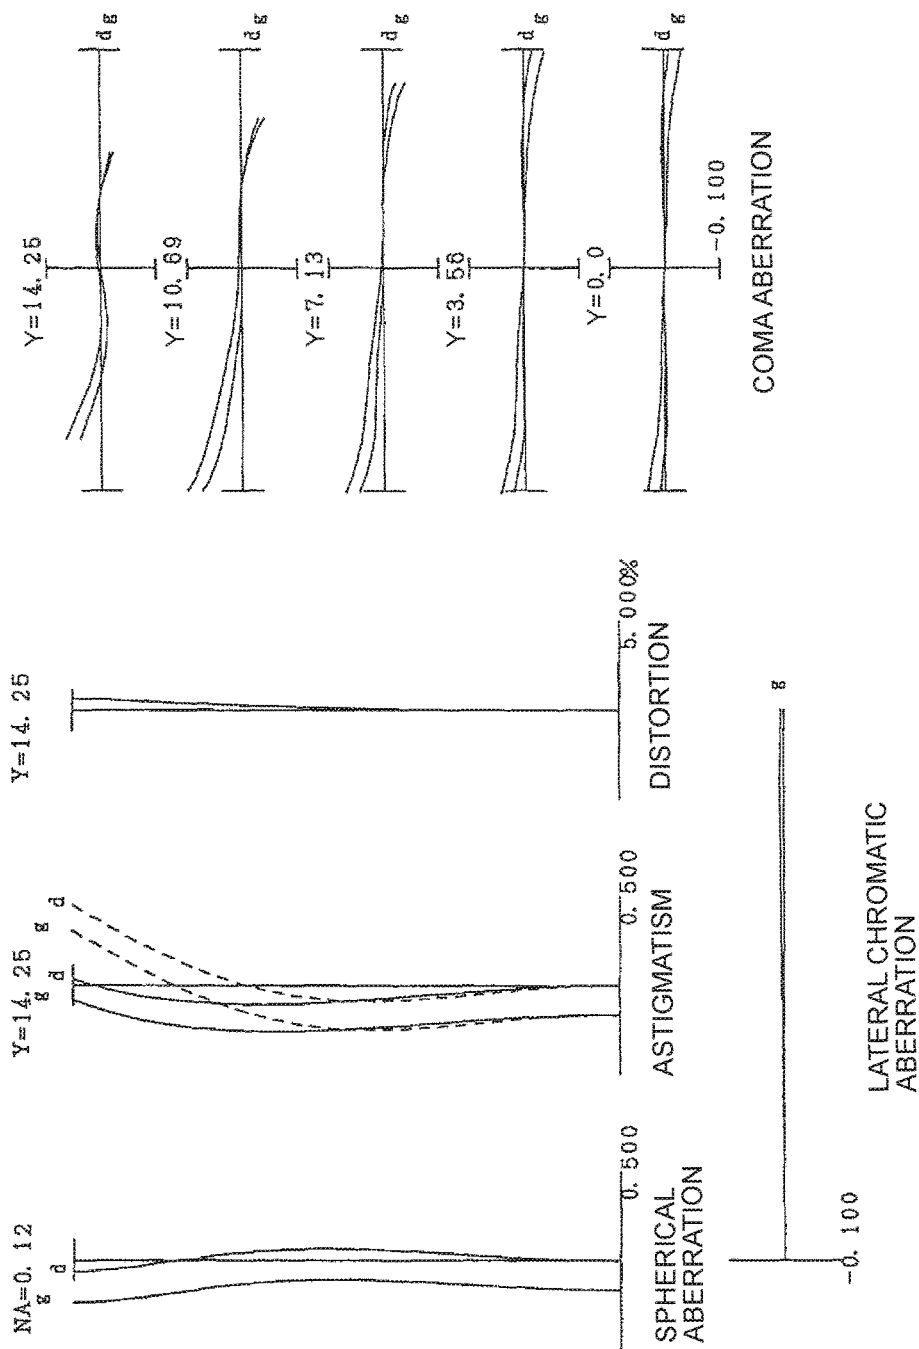 NA=0. 12
g d
0. 500
SPHERICAL
ABERRATION
Y=14. 25
g d g d
0. 500
ASTIGMATISM
Y=14. 25
5. 000%
DISTORTION
Y=14. 25
d g
Y=10. 69
d g
Y=7. 13
d g
Y=3. 56
d g
Y=0. 0
d g
-0. 100
COMA ABERRATION
g
-0. 100
LATERAL CHROMATIC
ABERRATION